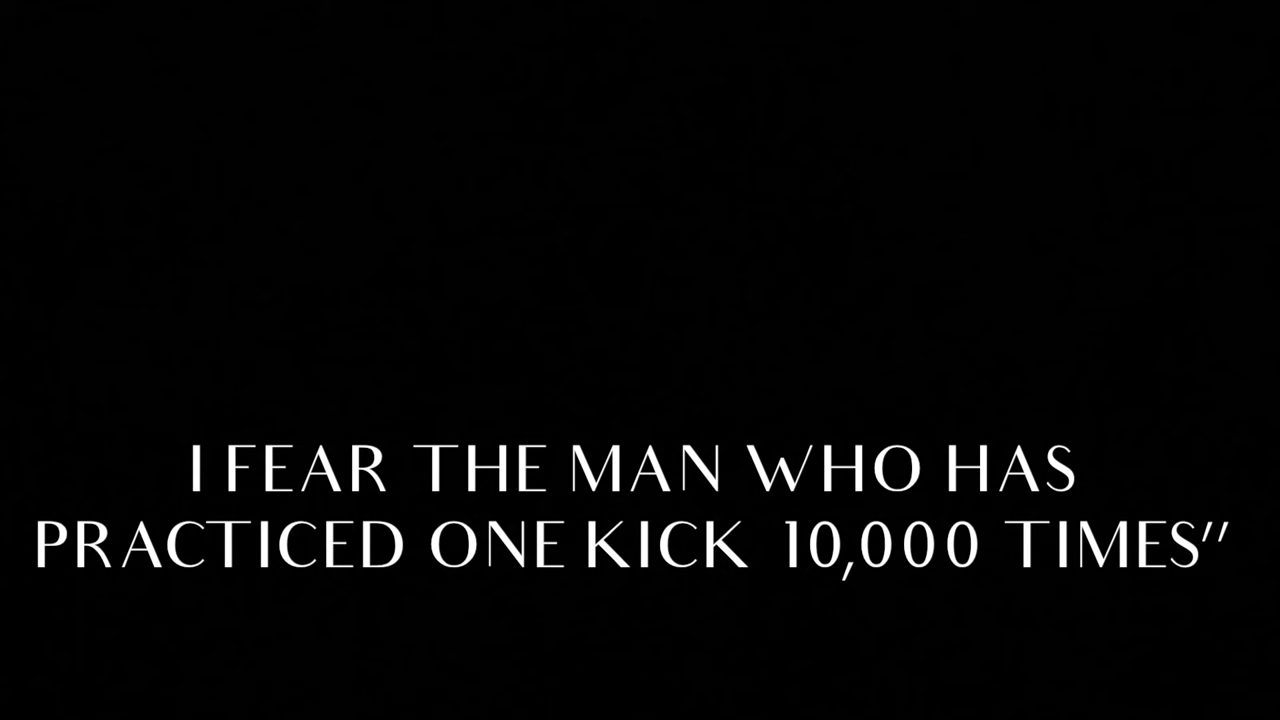 I FEAR THE MAN WHO HAS
PRACTICED ONE KICK 10,000 TIMES"